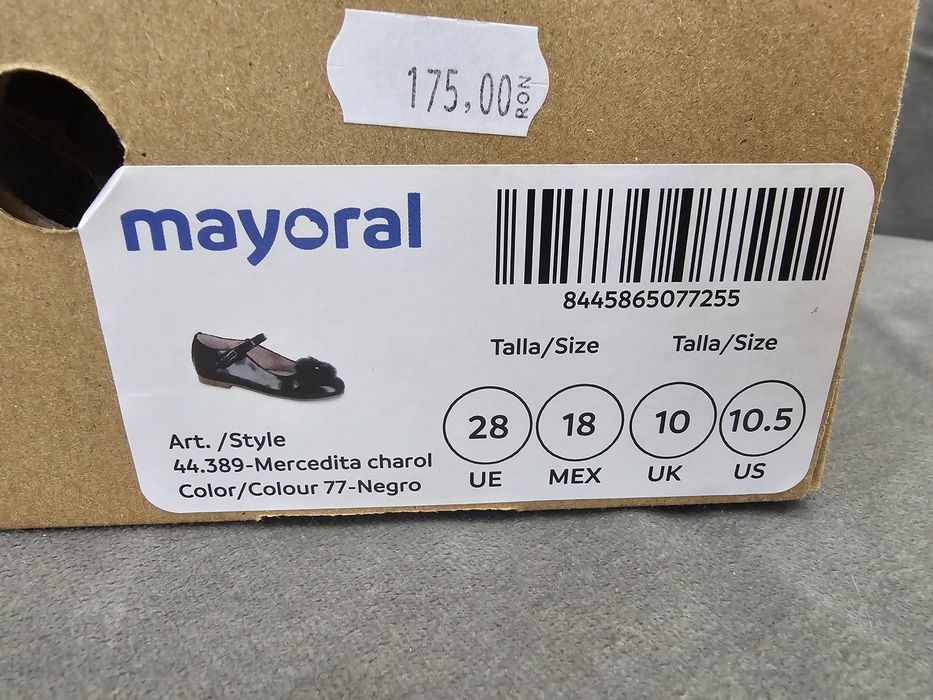 175,00 RON
mayoral
8445865077255
Talla/Size Talla/Size
28 18 10 10.5
UE MEX UK US
Art. /Style
44.389-Mercedita charol
Color/Colour 77-Negro